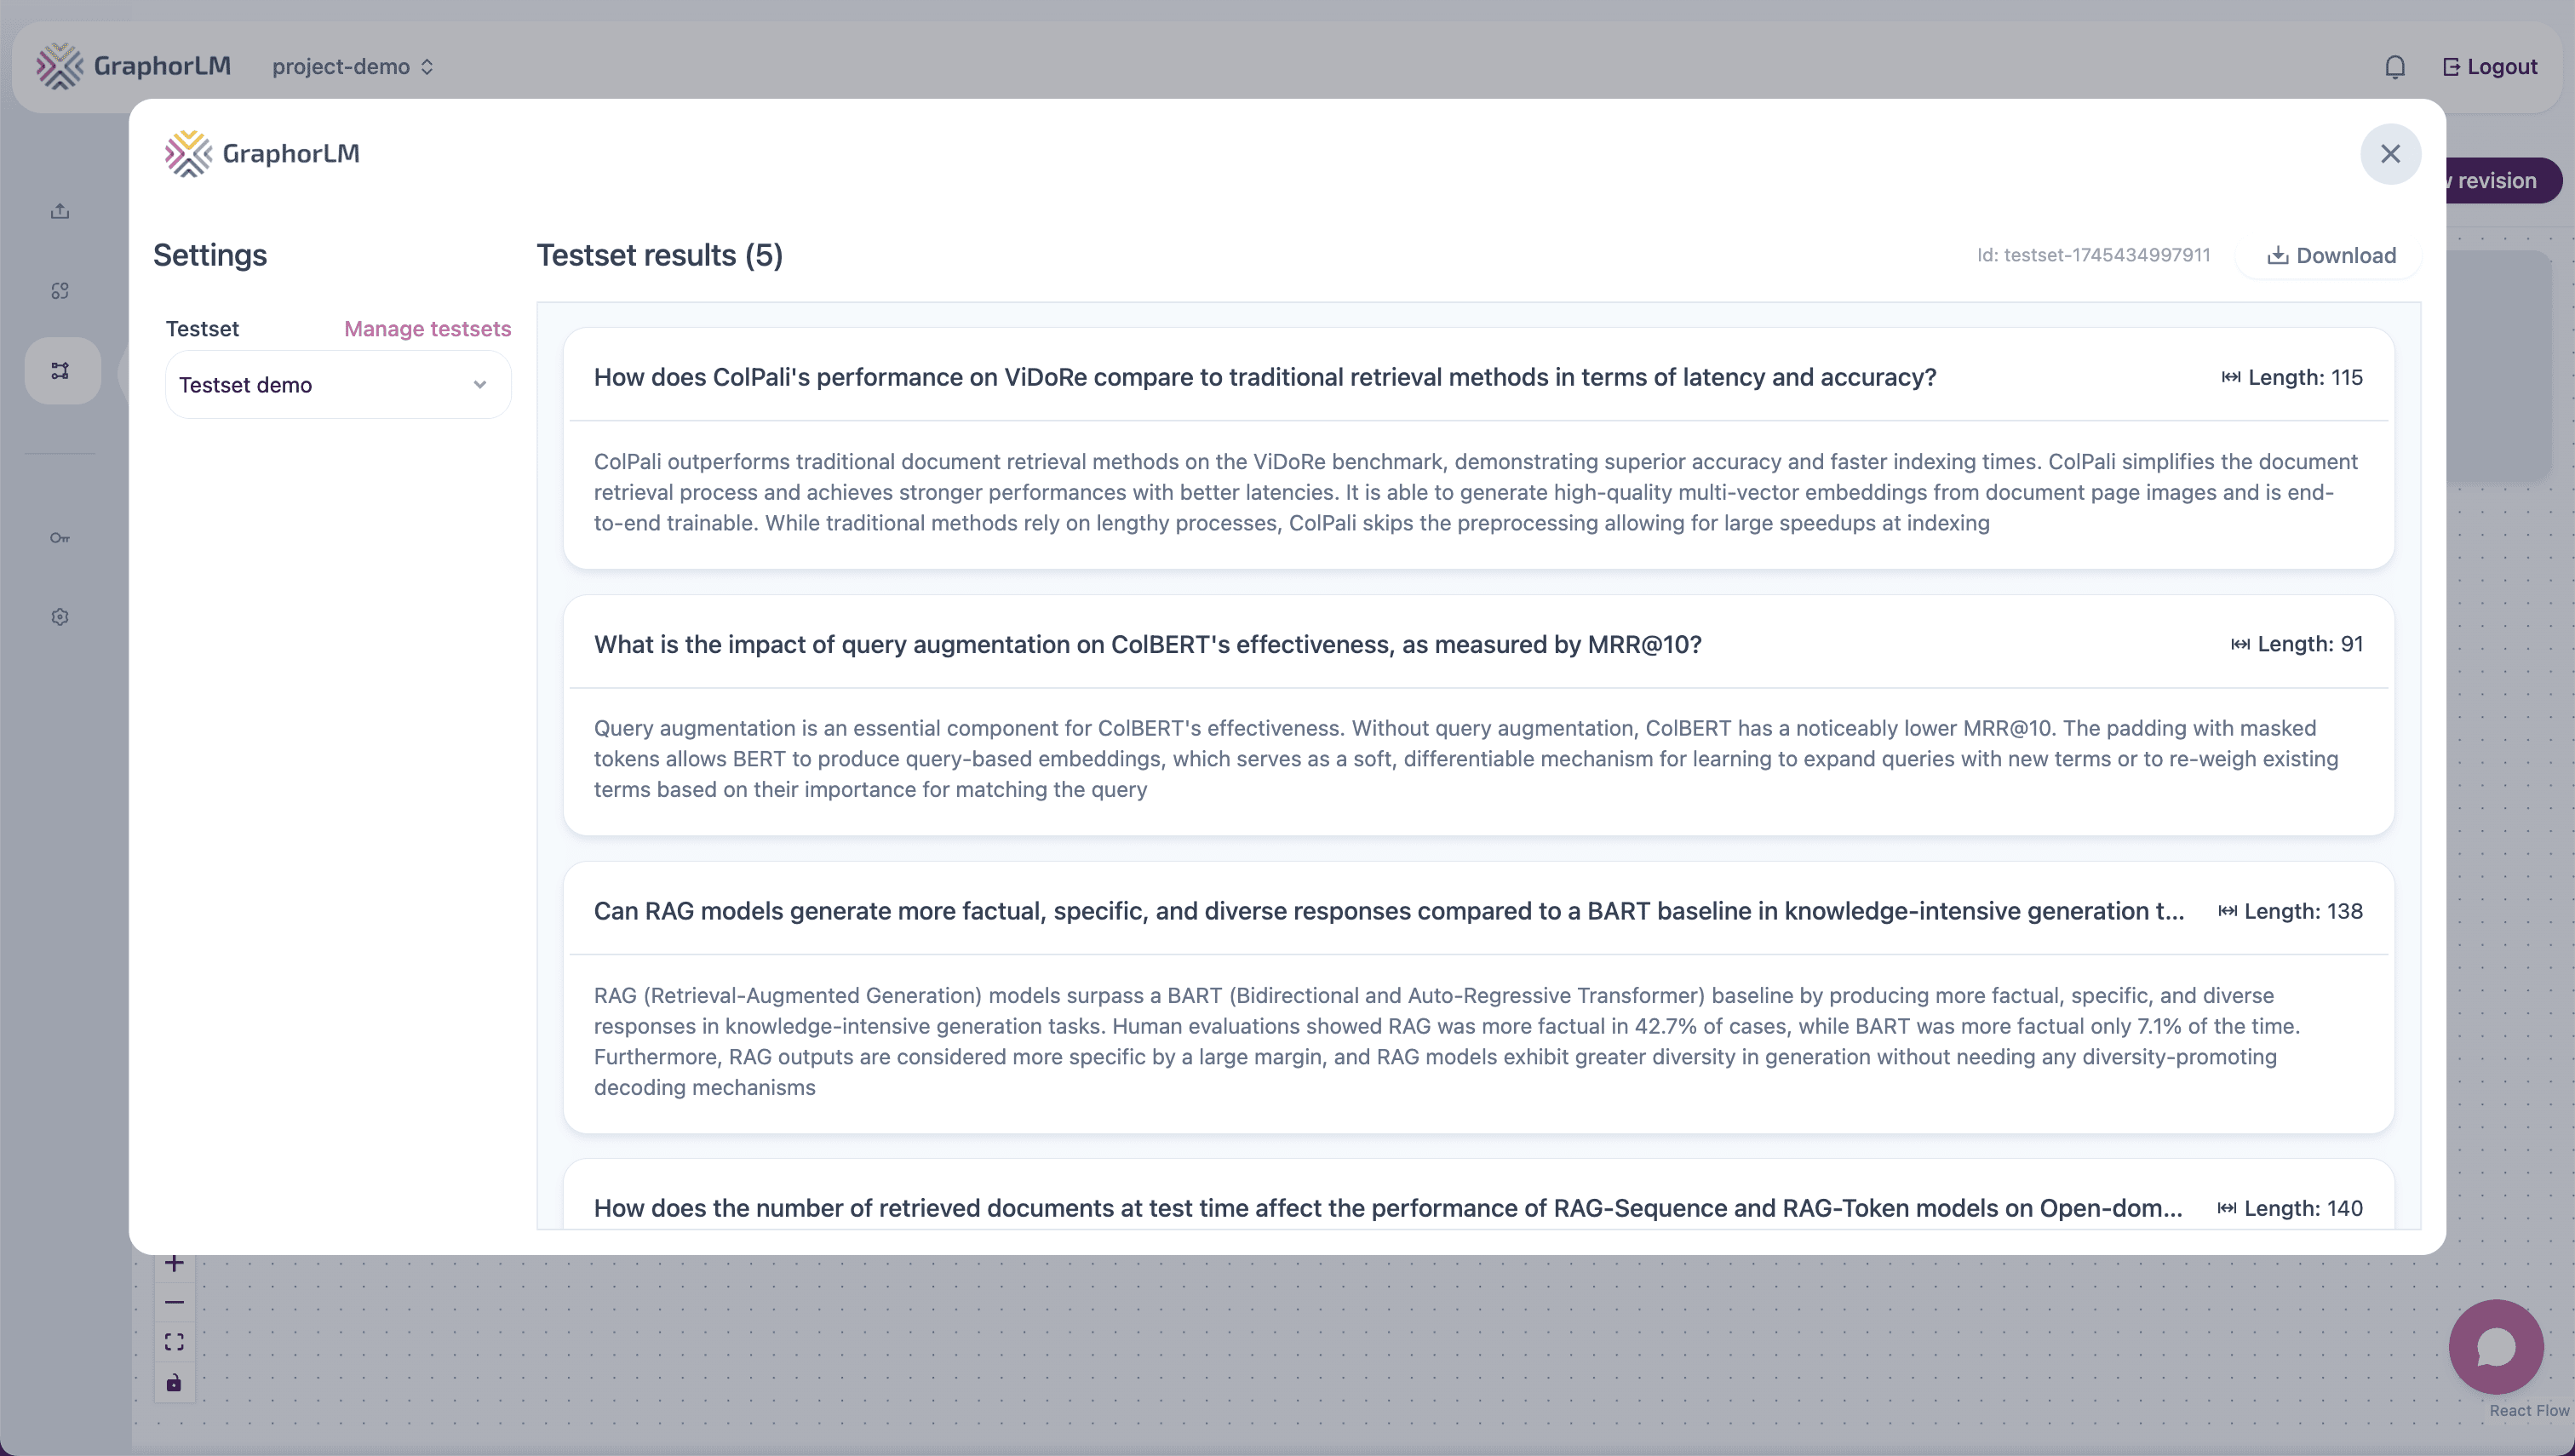 GraphorLM
project-demo
Logout
GraphorLM
revision
Settings
Testset results (5)
Id: testset-1745434997911
Download
Testset
Manage testsets
Testset demo
How does ColPali's performance on ViDoRe compare to traditional retrieval methods in terms of latency and accuracy?
Length: 115
ColPali outperforms traditional document retrieval methods on the ViDoRe benchmark, demonstrating superior accuracy and faster indexing times. ColPali simplifies the document
retrieval process and achieves stronger performances with better latencies. It is able to generate high-quality multi-vector embeddings from document page images and is end-
to-end trainable. While traditional methods rely on lengthy processes, ColPali skips the preprocessing allowing for large speedups at indexing
What is the impact of query augmentation on ColBERT's effectiveness, as measured by MRR@10?
Length: 91
Query augmentation is an essential component for ColBERT's effectiveness. Without query augmentation, ColBERT has a noticeably lower MRR@10. The padding with masked
tokens allows BERT to produce query-based embeddings, which serves as a soft, differentiable mechanism for learning to expand queries with new terms or to re-weigh existing
terms based on their importance for matching the query
Can RAG models generate more factual, specific, and diverse responses compared to a BART baseline in knowledge-intensive generation t...
Length: 138
RAG (Retrieval-Augmented Generation) models surpass a BART (Bidirectional and Auto-Regressive Transformer) baseline by producing more factual, specific, and diverse
responses in knowledge-intensive generation tasks. Human evaluations showed RAG was more factual in 42.7% of cases, while BART was more factual only 7.1% of the time.
Furthermore, RAG outputs are considered more specific by a large margin, and RAG models exhibit greater diversity in generation without needing any diversity-promoting
decoding mechanisms
How does the number of retrieved documents at test time affect the performance of RAG-Sequence and RAG-Token models on Open-dom...
Length: 140
React Flow